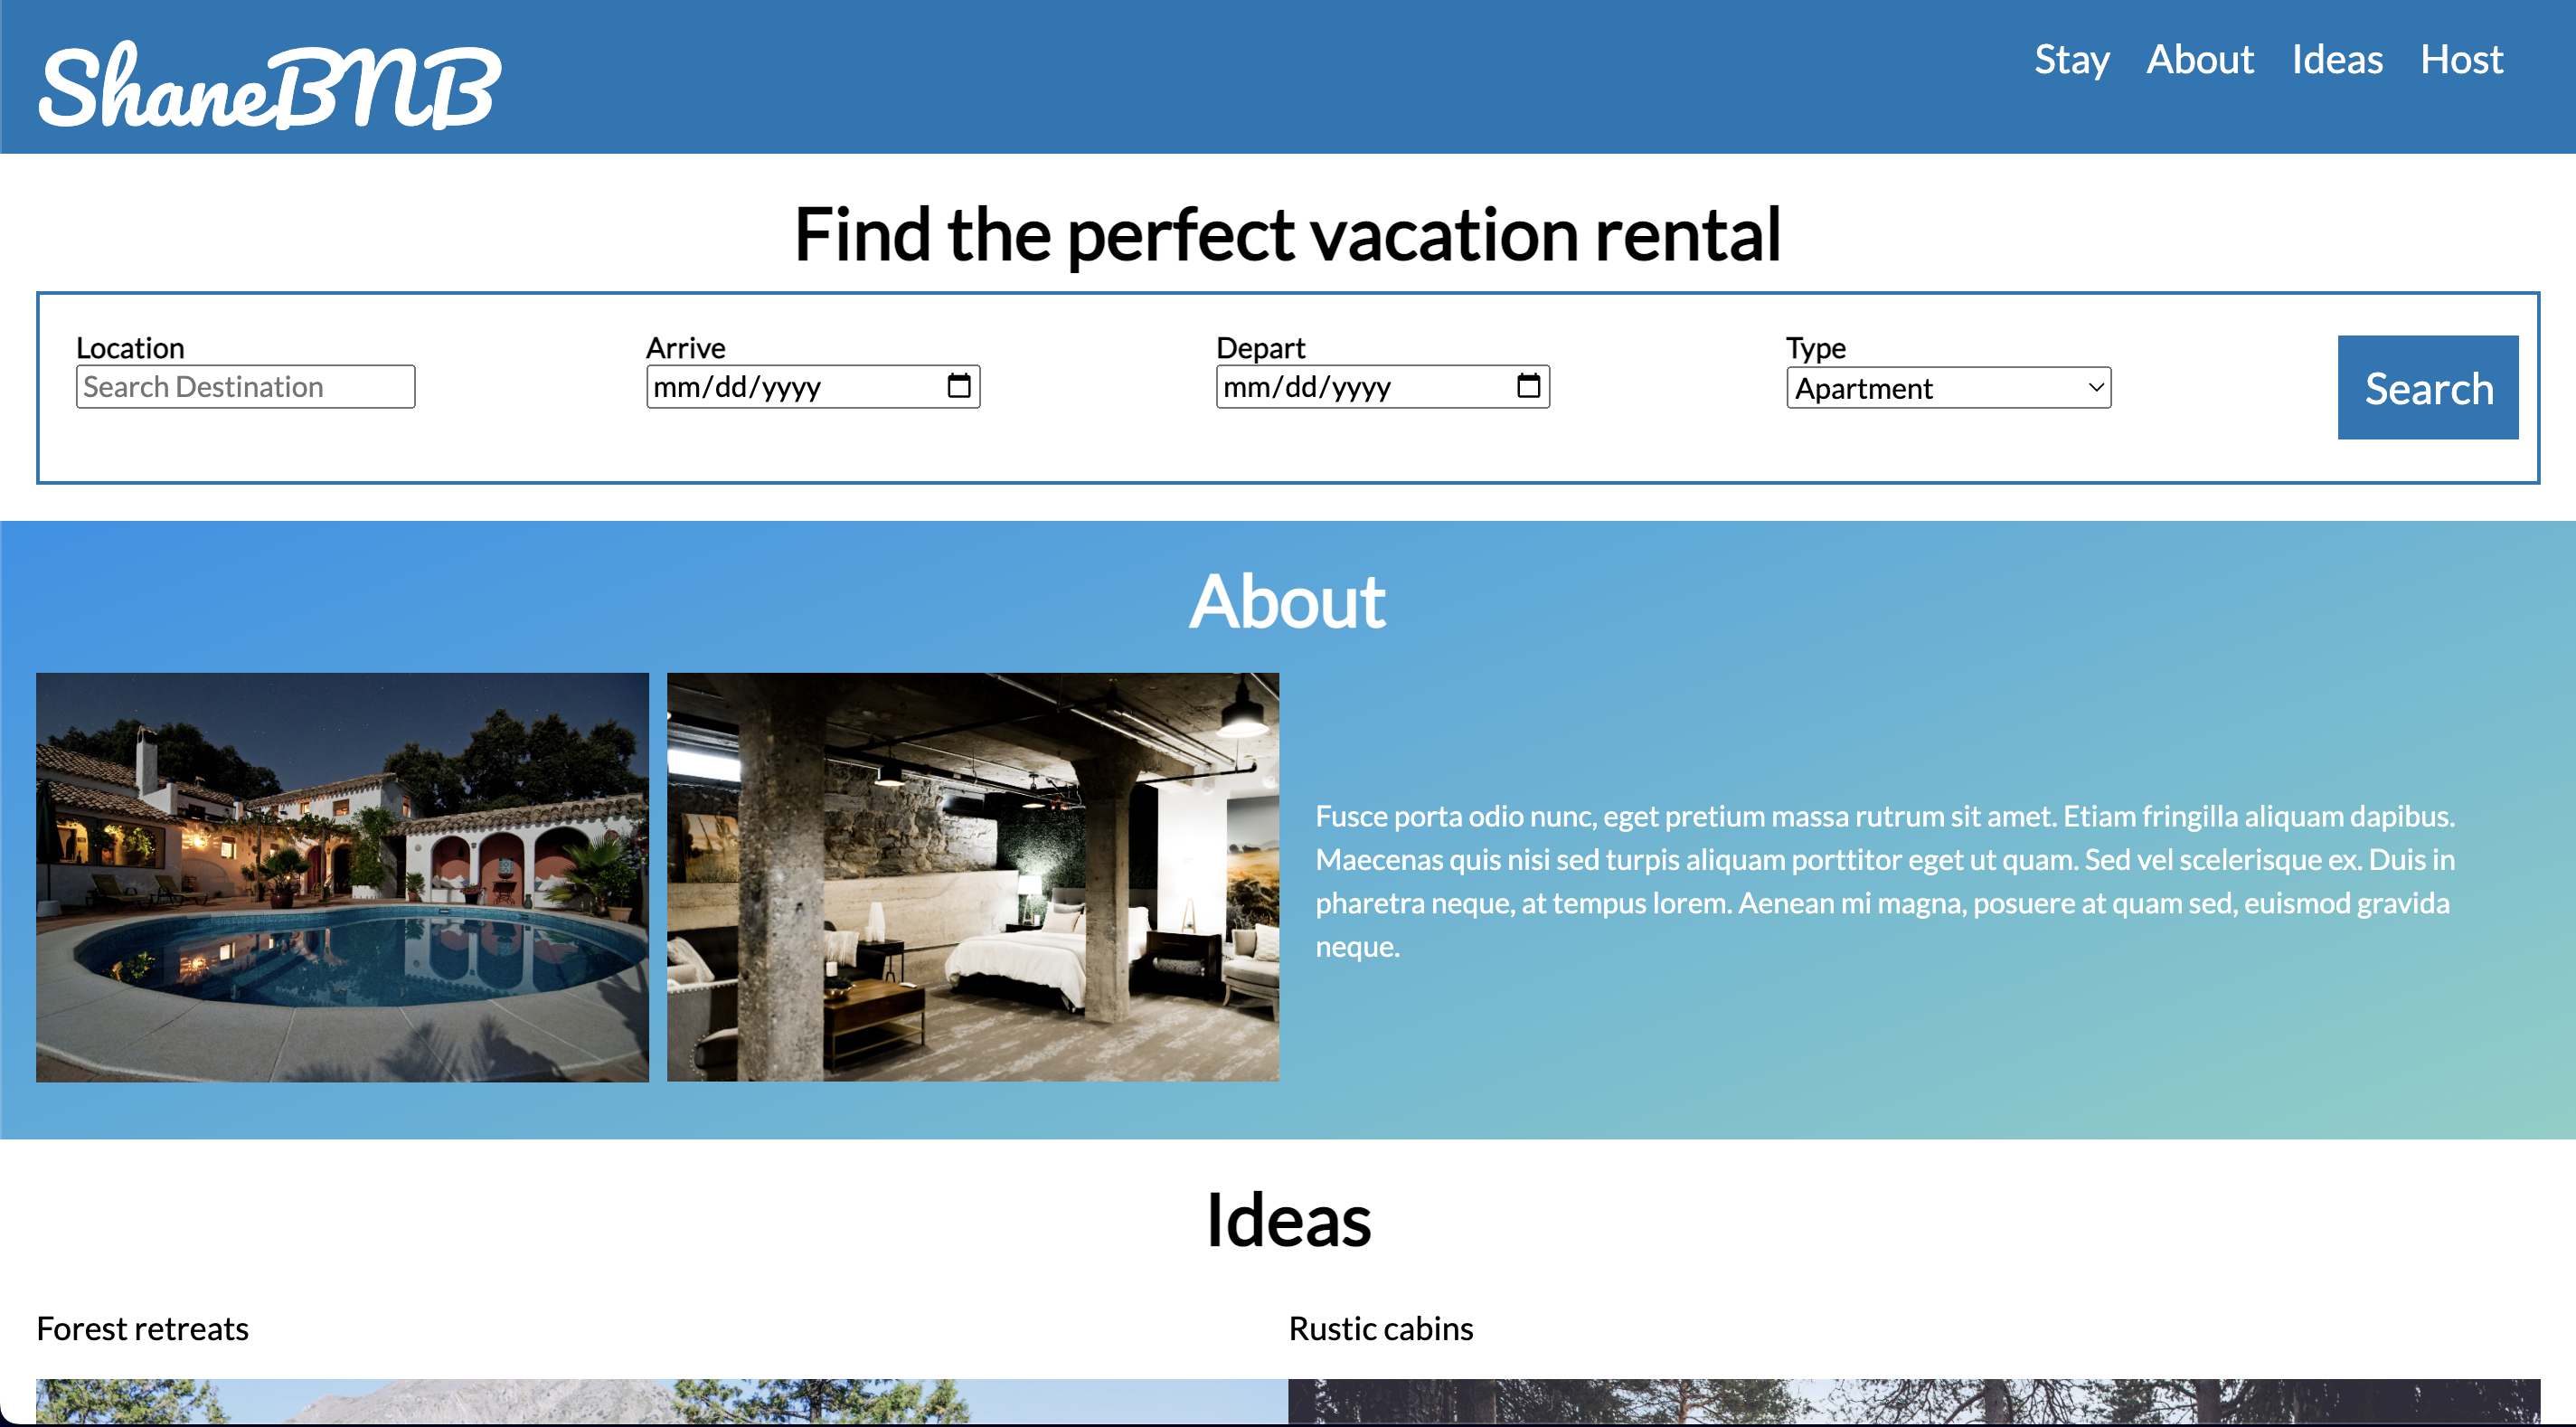 ShaneBNB
Stay About Ideas Host
Find the perfect vacation rental
Location
Search Destination
Arrive
mm/dd/yyyy
Depart
mm/dd/yyyy
Type
Apartment
Search
About
Fusce porta odio nunc, eget pretium massa rutrum sit amet. Etiam fringilla aliquam dapibus.
Maecenas quis nisi sed turpis aliquam porttitor eget ut quam. Sed vel scelerisque ex. Duis in
pharetra neque, at tempus lorem. Aenean mi magna, posuere at quam sed, euismod gravida
neque.
Ideas
Forest retreats
Rustic cabins